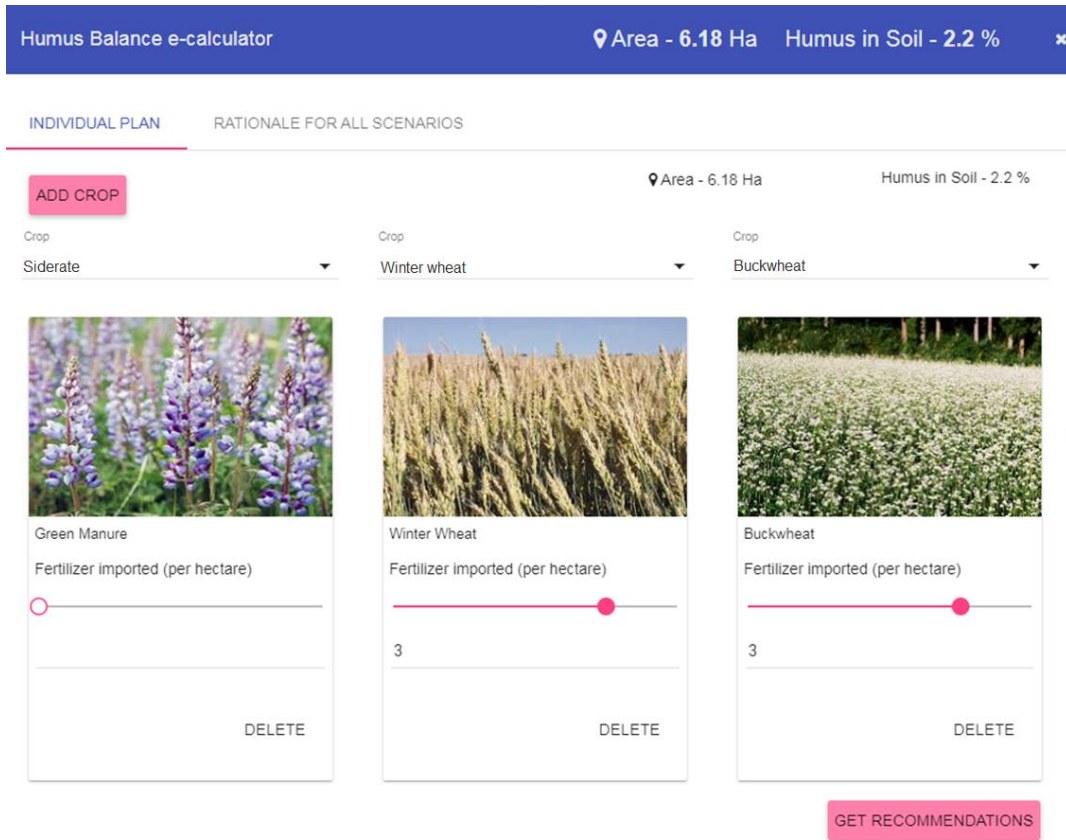 Humus Balance e-calculator Area - 6.18 Ha Humus in Soil - 2.2 %
INDIVIDUAL PLAN RATIONALE FOR ALL SCENARIOS
ADD CROP Area - 6.18 Ha Humus in Soil - 2.2 %
Crop Crop Crop
Siderate Winter wheat Buckwheat
Green Manure Winter Wheat Buckwheat
Fertilizer imported (per hectare) Fertilizer imported (per hectare) Fertilizer imported (per hectare)
3 3
DELETE DELETE DELETE
GET RECOMMENDATIONS